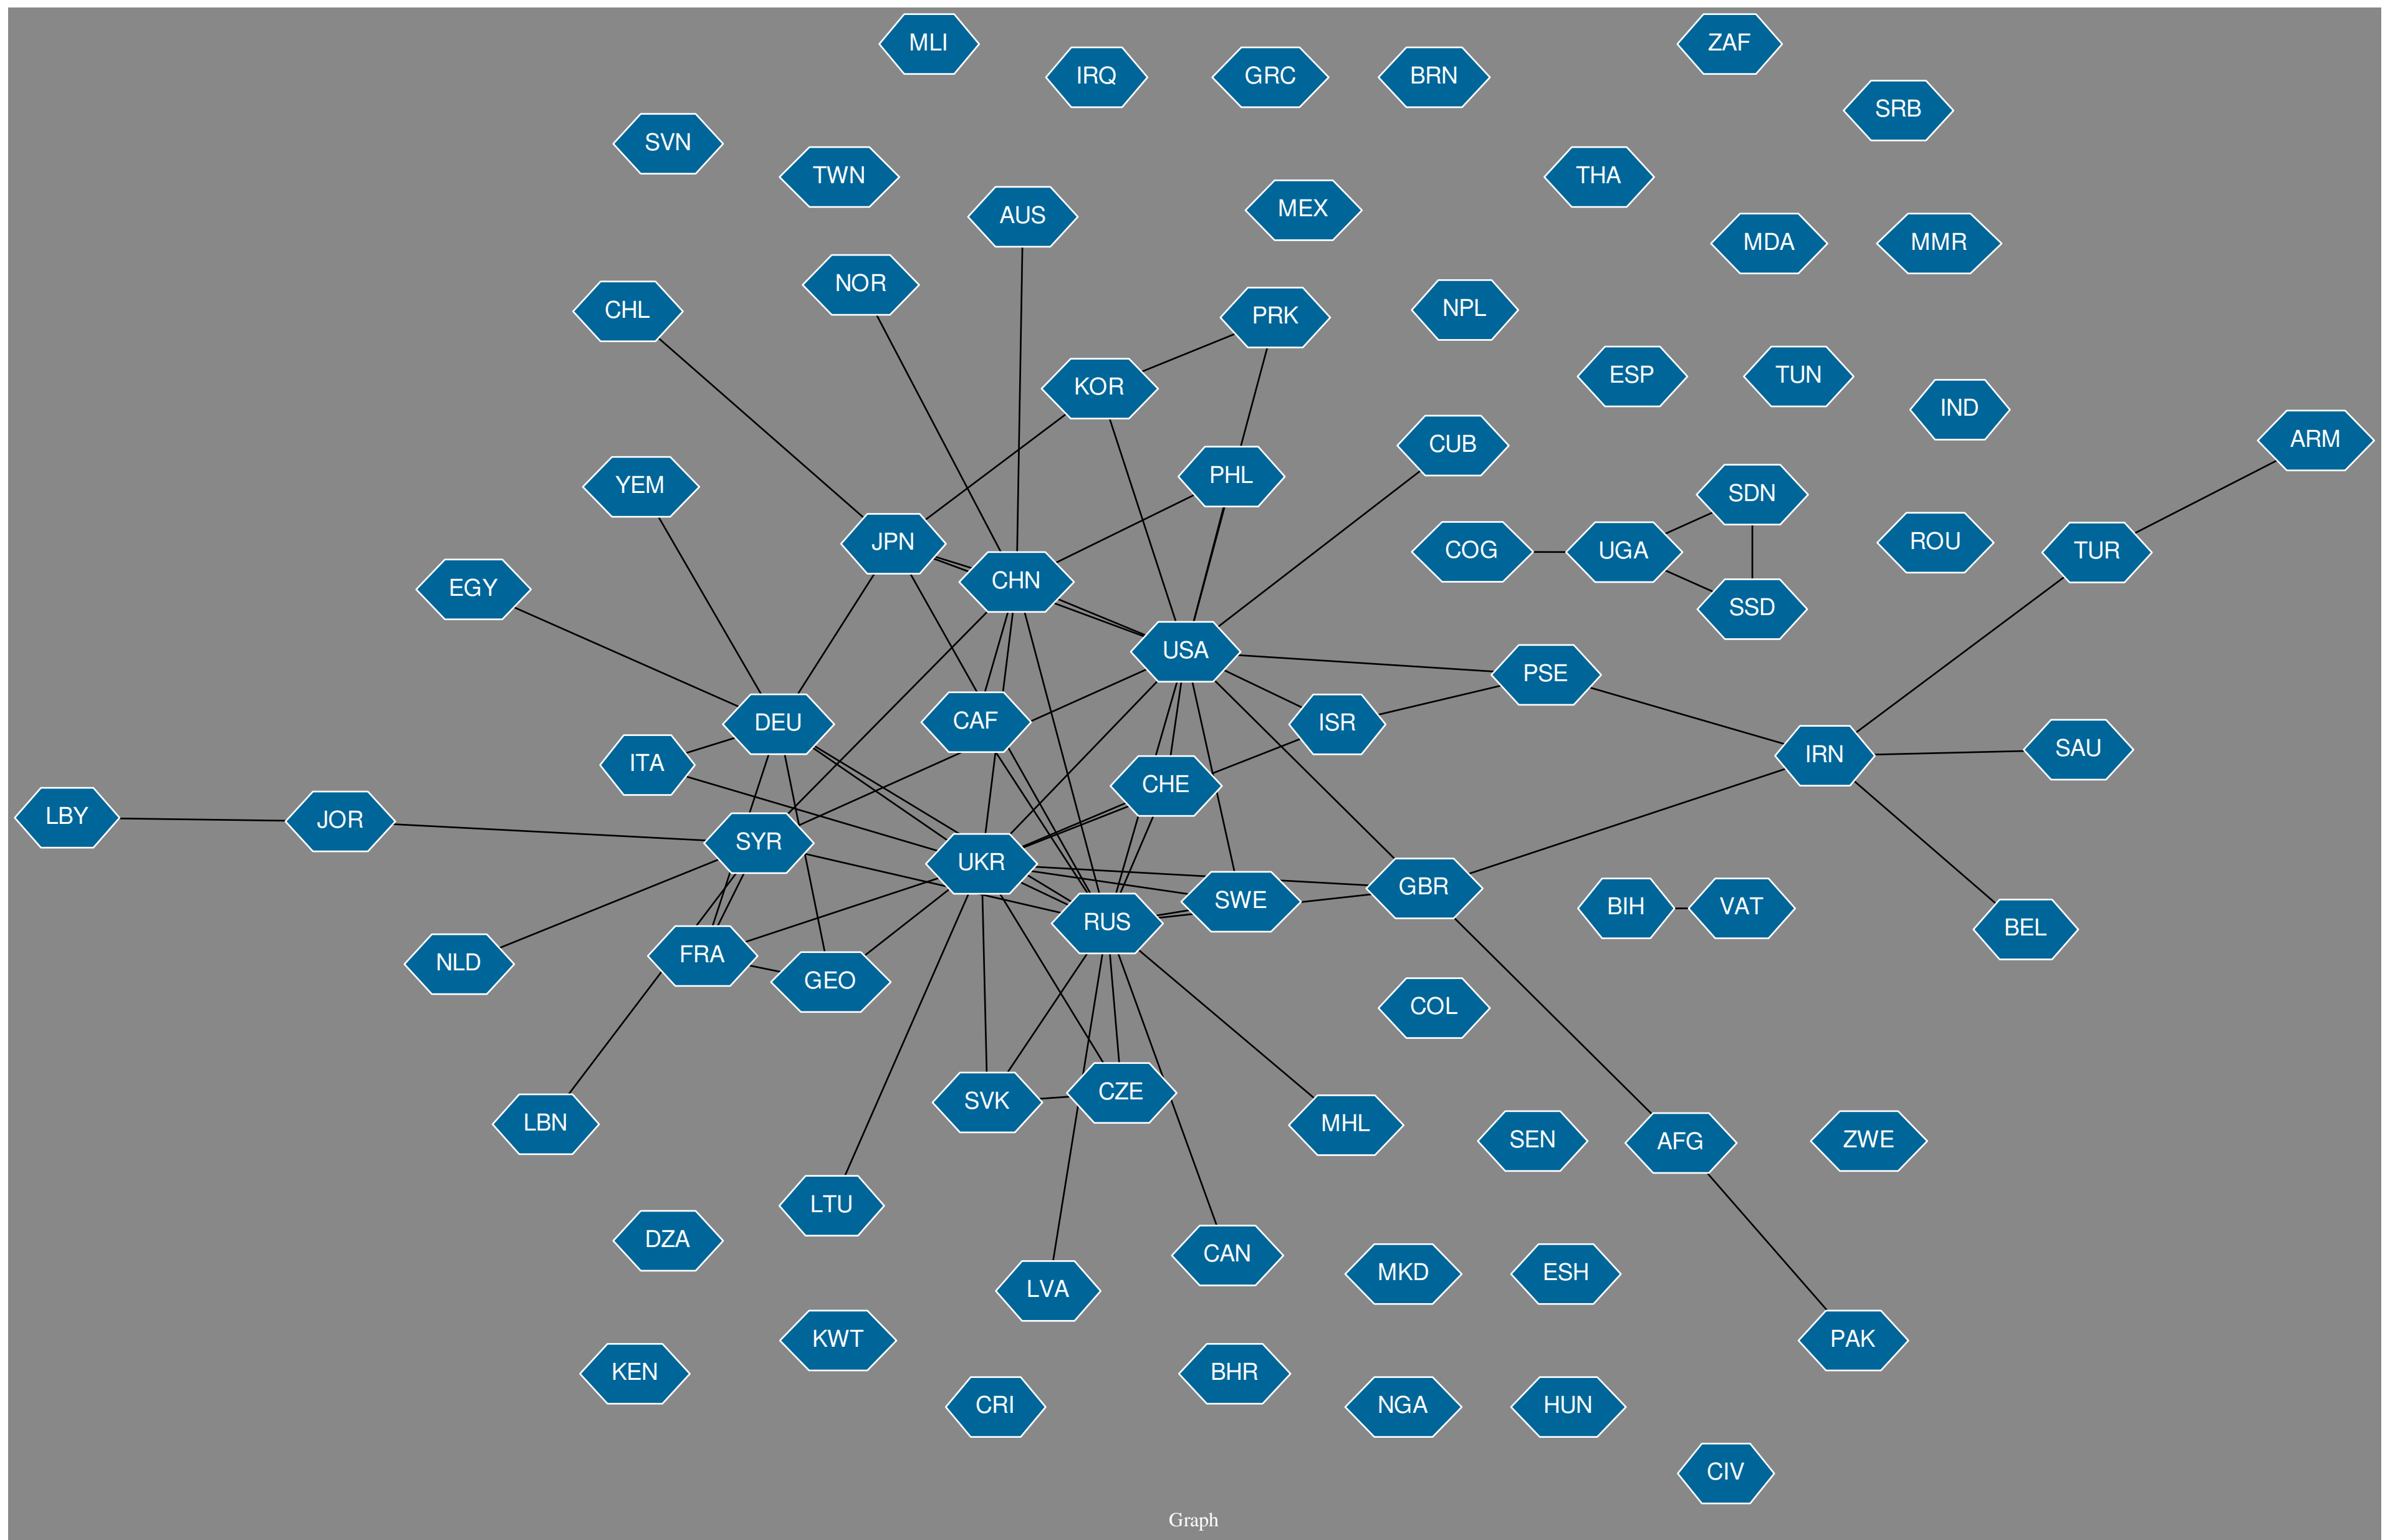 MLI
ZAF
IRQ
GRC
BRN
SRB
SVN
TWN
THA
AUS
MEX
MDA
MMR
NOR
CHL
PRK
NPL
KOR
ESP
TUN
IND
ARM
CUB
YEM
PHL
SDN
JPN
COG
UGA
ROU
TUR
CHN
EGY
SSD
USA
PSE
DEU
CAF
ISR
ITA
CHE
IRN
SAU
LBY
JOR
SYR
UKR
GBR
SWE
BIH
VAT
RUS
BEL
FRA
NLD
GEO
COL
SVK
CZE
LBN
MHL
SEN
AFG
ZWE
LTU
DZA
CAN
LVA
MKD
ESH
KWT
PAK
KEN
BHR
CRI
NGA
HUN
CIV
Graph